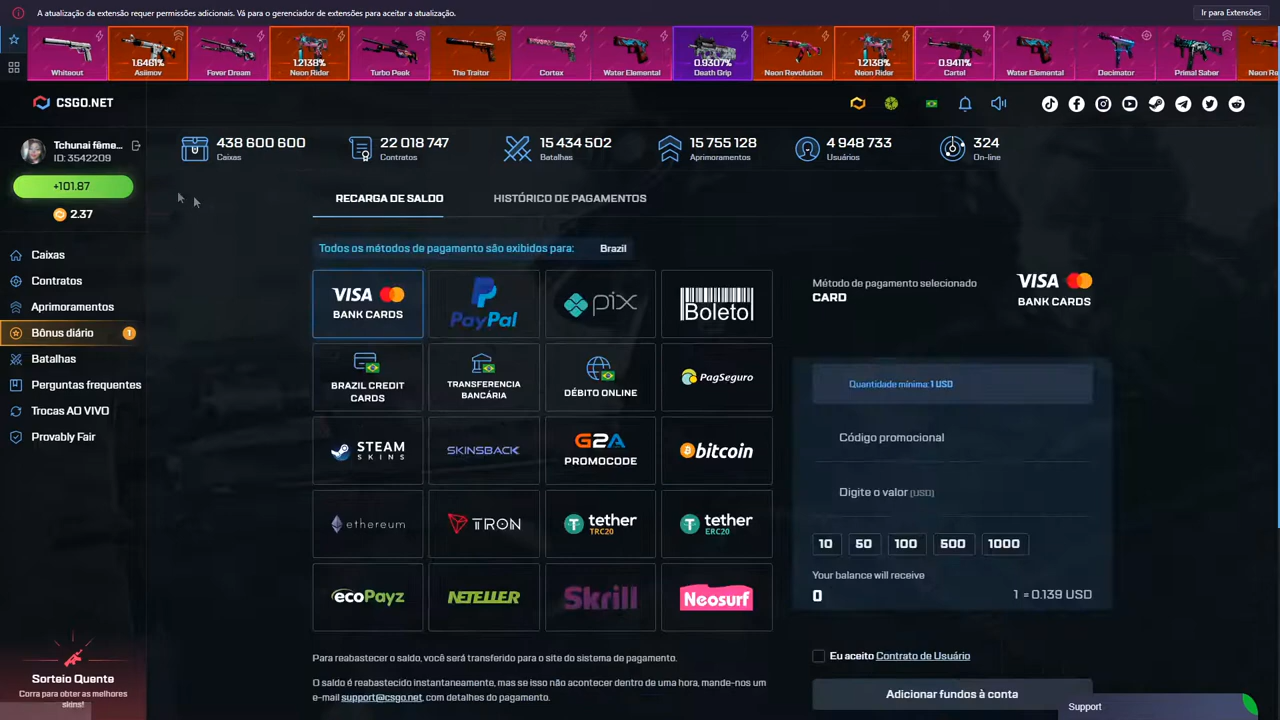 A atualização da extensão requer permissões adicionais. Vá para o gerenciador de extensões para aceitar a atualização.
Ir para Extensões
Whiteout
1.6461%
Asiimov
Fever Dream
1.2138%
Neon Rider
Turbo Peek
The Traitor
Cortex
Water Elemental
0.9307%
Death Grip
Neon Revolution
1.2138%
Neon Rider
0.9411%
Cartel
Water Elemental
Decimator
Primal Saber
Neon Re
CSGO.NET
Tchunai fême...
ID: 3542209
+101.87
2.37
438 600 600
Caixas
22 018 747
Contratos
15 434 502
Batalhas
15 755 128
Aprimoramentos
4 948 733
Usuários
324
On-line
Caixas
Contratos
Aprimoramentos
Bônus diário
1
Batalhas
Perguntas frequentes
Trocas AO VIVO
Provably Fair
Sorteio Quente
Corra para obter as melhores
skins!
RECARGA DE SALDO
HISTÓRICO DE PAGAMENTOS
Todos os métodos de pagamento são exibidos para:
Brazil
VISA
BANK CARDS
PayPal
pix
Boleto
BRAZIL CREDIT
CARDS
TRANSFERENCIA
BANCÁRIA
DÉBITO ONLINE
PagSeguro
STEAM
SKINS
SKINSBACK
G2A
PROMOCODE
bitcoin
ethereum
TRON
tether
TRC20
tether
ERC20
ecoPayz
NETELLER
Skrill
Neosurf
Para reabastecer o saldo, você será transferido para o site do sistema de pagamento.
O saldo é reabastecido instantaneamente, mas se isso não acontecer dentro de uma hora, mande-nos um
e-mail support@csgo.net, com detalhes do pagamento.
Método de pagamento selecionado
CARD
VISA
BANK CARDS
Quantidade mínima: 1 USD
Código promocional
Digite o valor (USD)
10
50
100
500
1000
Your balance will receive
0
1 = 0.139 USD
Eu aceito Contrato de Usuário
Adicionar fundos à conta
Support